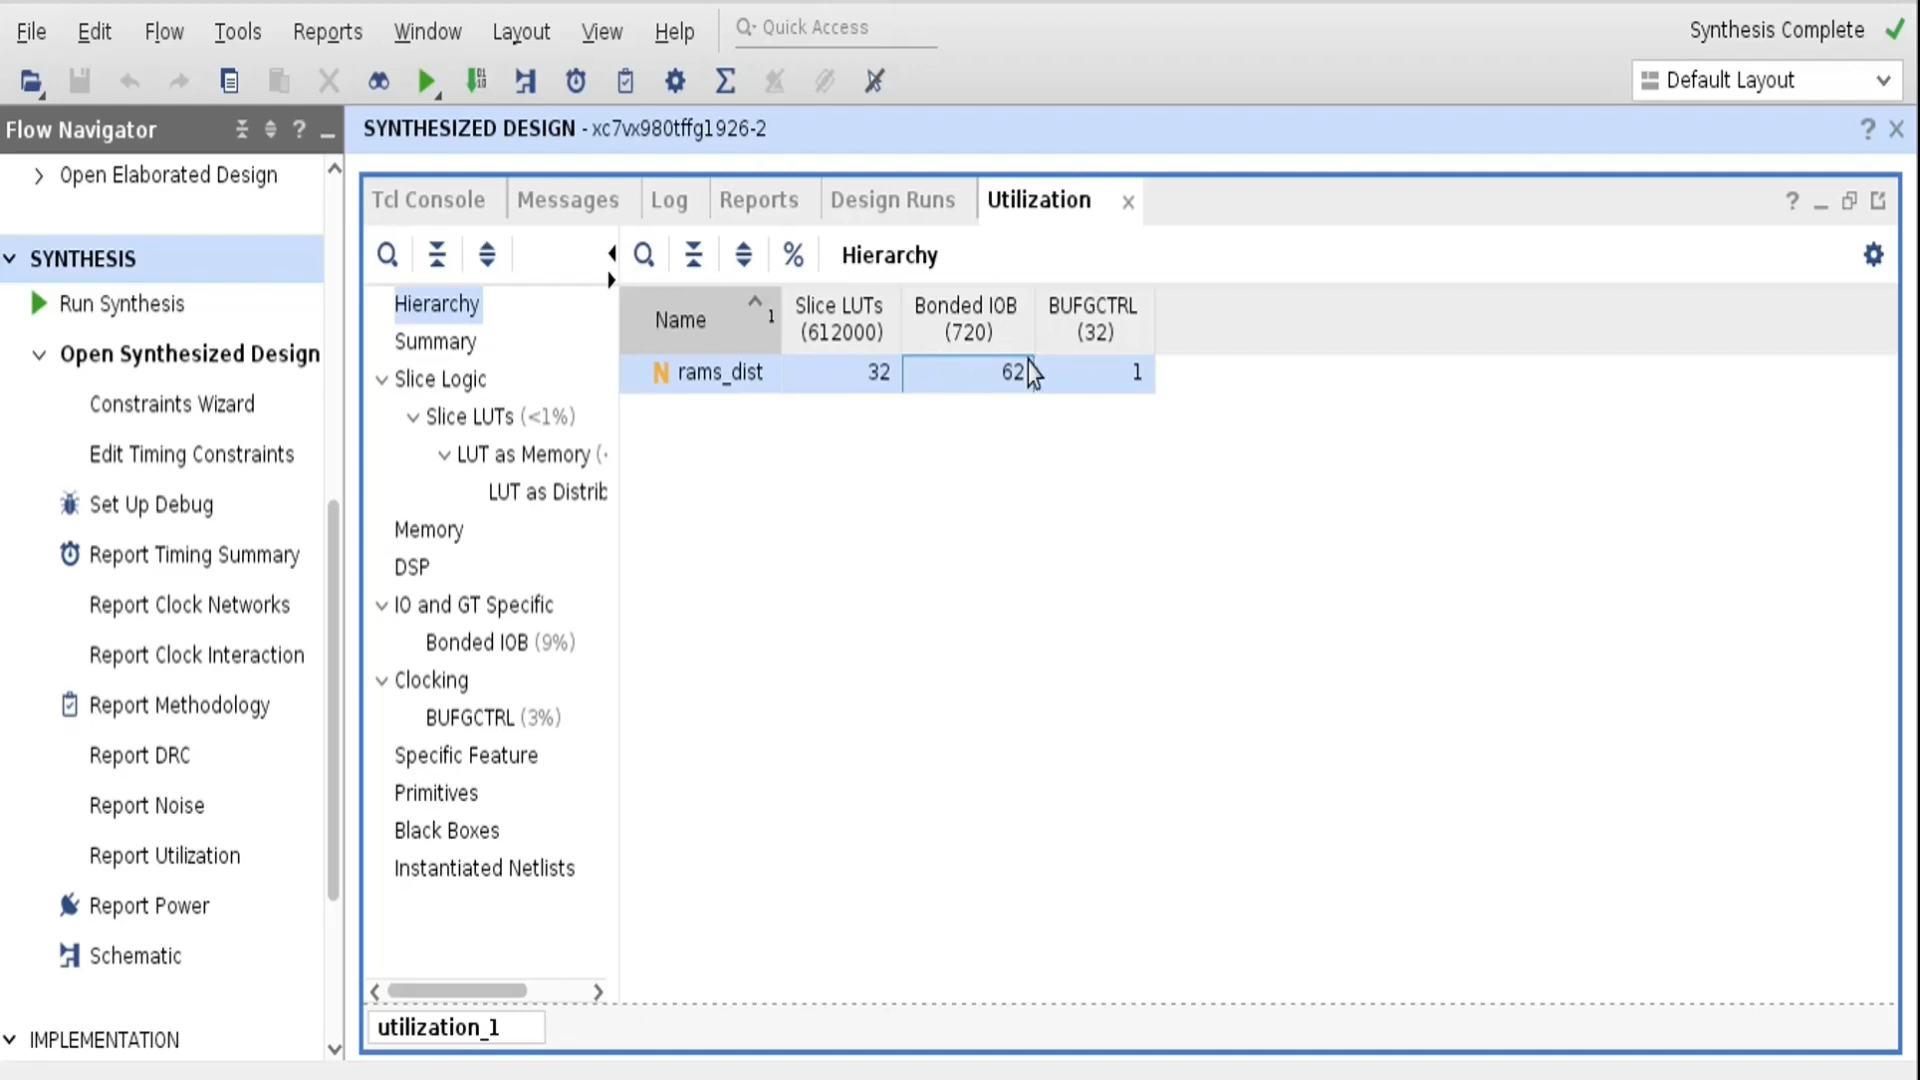 File Edit Flow Tools Reports Window Layout View Help Quick Access Synthesis Complete
Default Layout
Flow Navigator
SYNTHESIZED DESIGN - xc7vx980tffg1926-2
Open Elaborated Design
SYNTHESIS
Run Synthesis
Open Synthesized Design
Constraints Wizard
Edit Timing Constraints
Set Up Debug
Report Timing Summary
Report Clock Networks
Report Clock Interaction
Report Methodology
Report DRC
Report Noise
Report Utilization
Report Power
Schematic
IMPLEMENTATION
Tcl Console Messages Log Reports Design Runs Utilization
Hierarchy
Hierarchy
Summary
Slice Logic
Slice LUTs (<1%)
LUT as Memory (
LUT as Distrib
Memory
DSP
IO and GT Specific
Bonded IOB (9%)
Clocking
BUFGCTRL (3%)
Specific Feature
Primitives
Black Boxes
Instantiated Netlists
Name 1 Slice LUTs Bonded IOB BUFGCTRL
(612000) (720) (32)
N rams_dist 32 62 1
utilization_1